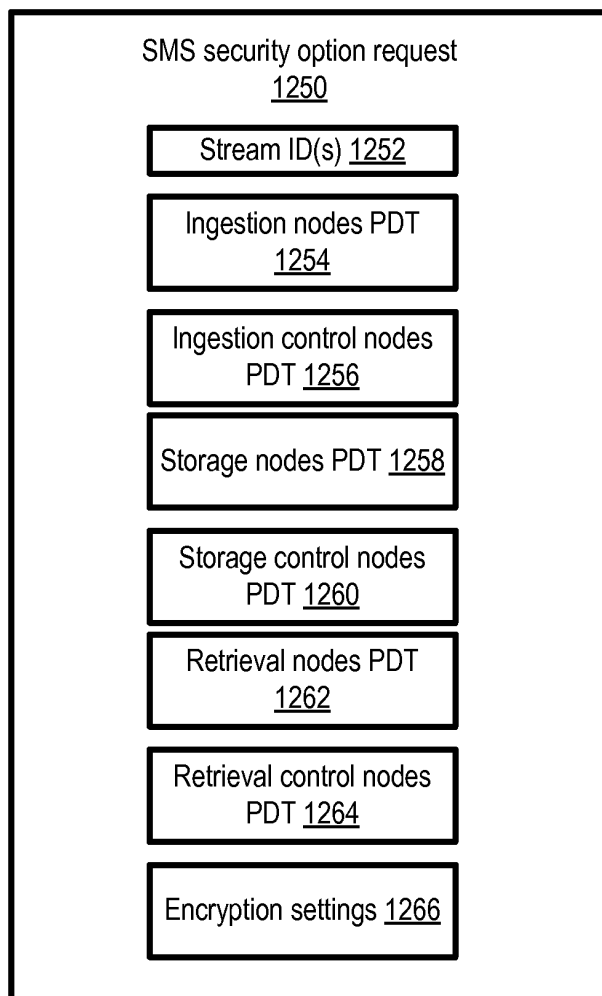 SMS security option request
1250
Stream ID(s) 1252
Ingestion nodes PDT
1254
Ingestion control nodes
PDT 1256
Storage nodes PDT 1258
Storage control nodes
PDT 1260
Retrieval nodes PDT
1262
Retrieval control nodes
PDT 1264
Encryption settings 1266